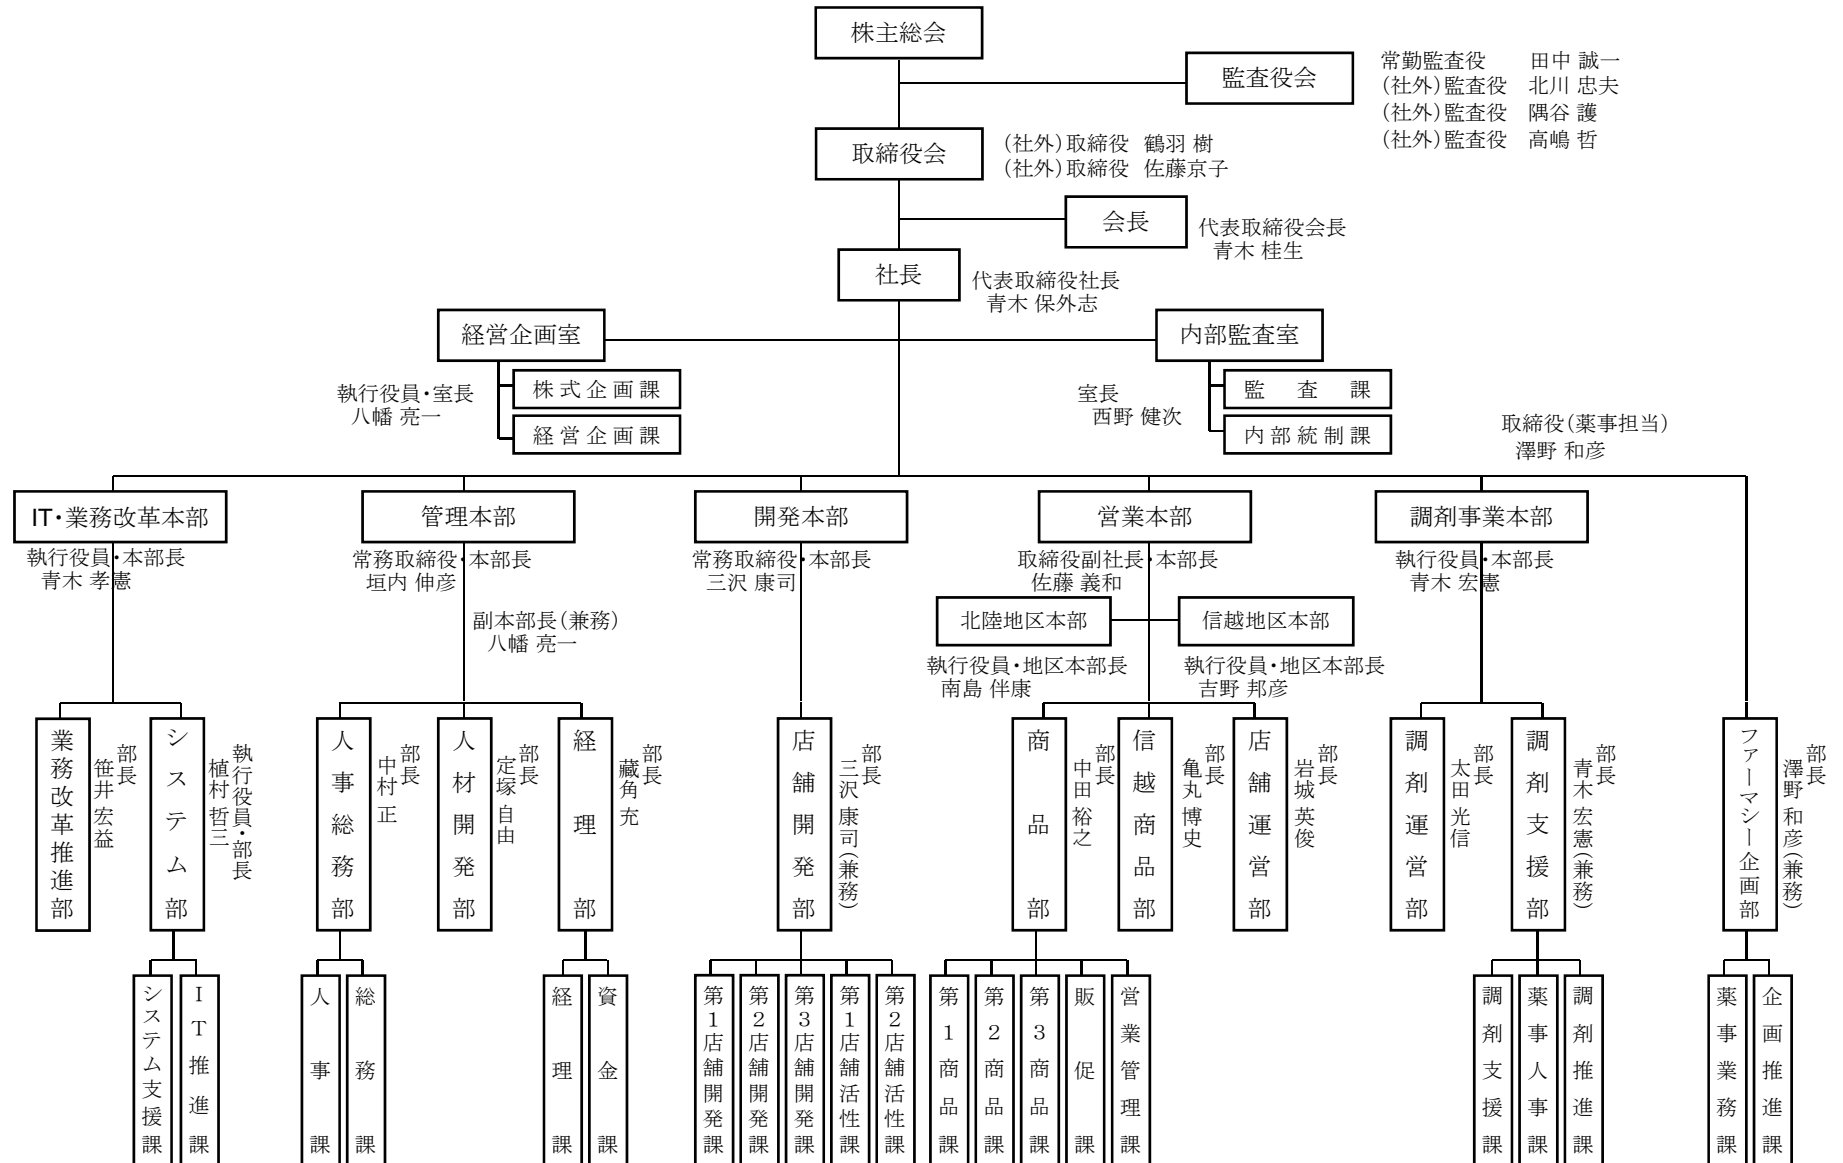 株主総会
監査役会
常勤監査役 田中 誠一
(社外)監査役 北川 忠夫
(社外)監査役 隅谷 護
(社外)監査役 高嶋 哲
取締役会
(社外)取締役 鶴羽 樹
(社外)取締役 佐藤京子
会長
代表取締役会長
青木 桂生
社長
代表取締役社長
青木 保外志
経営企画室
執行役員・室長
八幡 亮一
株式企画課
経営企画課
内部監査室
室長
西野 健次
監査課
内部統制課
取締役(薬事担当)
澤野 和彦
IT・業務改革本部
執行役員・本部長
青木 孝憲
管理本部
常務取締役・本部長
垣内 伸彦
副本部長(兼務)
八幡 亮一
開発本部
常務取締役・本部長
三沢 康司
営業本部
取締役副社長・本部長
佐藤 義和
北陸地区本部
執行役員・地区本部長
南島 伴康
信越地区本部
執行役員・地区本部長
吉野 邦彦
調剤事業本部
執行役員・本部長
青木 宏憲
業務改革推進部
部長
笹井 宏益
システム部
執行役員・部長
植村 哲三
人事総務部
部長
中村 正
人材開発部
部長
定塚 自由
経理部
部長
藏角 充
店舗開発部
部長
三沢 康司(兼務)
商品部
部長
中田 裕之
信越商品部
部長
亀丸 博史
店舗運営部
部長
岩城 英俊
調剤運営部
部長
太田 光信
調剤支援部
部長
青木 宏憲(兼務)
ファーマシー企画部
部長
澤野 和彦(兼務)
システム支援課
IT推進課
人事課
総務課
経理課
資金課
第1店舗開発課
第2店舗開発課
第3店舗開発課
第1店舗活性課
第2店舗活性課
第1商品課
第2商品課
第3商品課
販促課
営業管理課
調剤支援課
薬事人事課
調剤推進課
薬事業務課
企画推進課